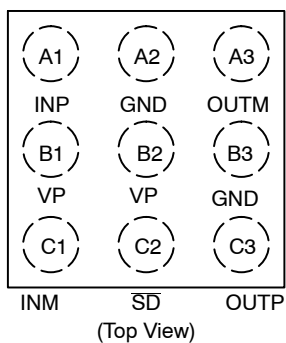 A1 A2 A3
INP GND OUTM
B1 B2 B3
VP VP GND
C1 C2 C3
INM S̅D̅ OUTP
(Top View)